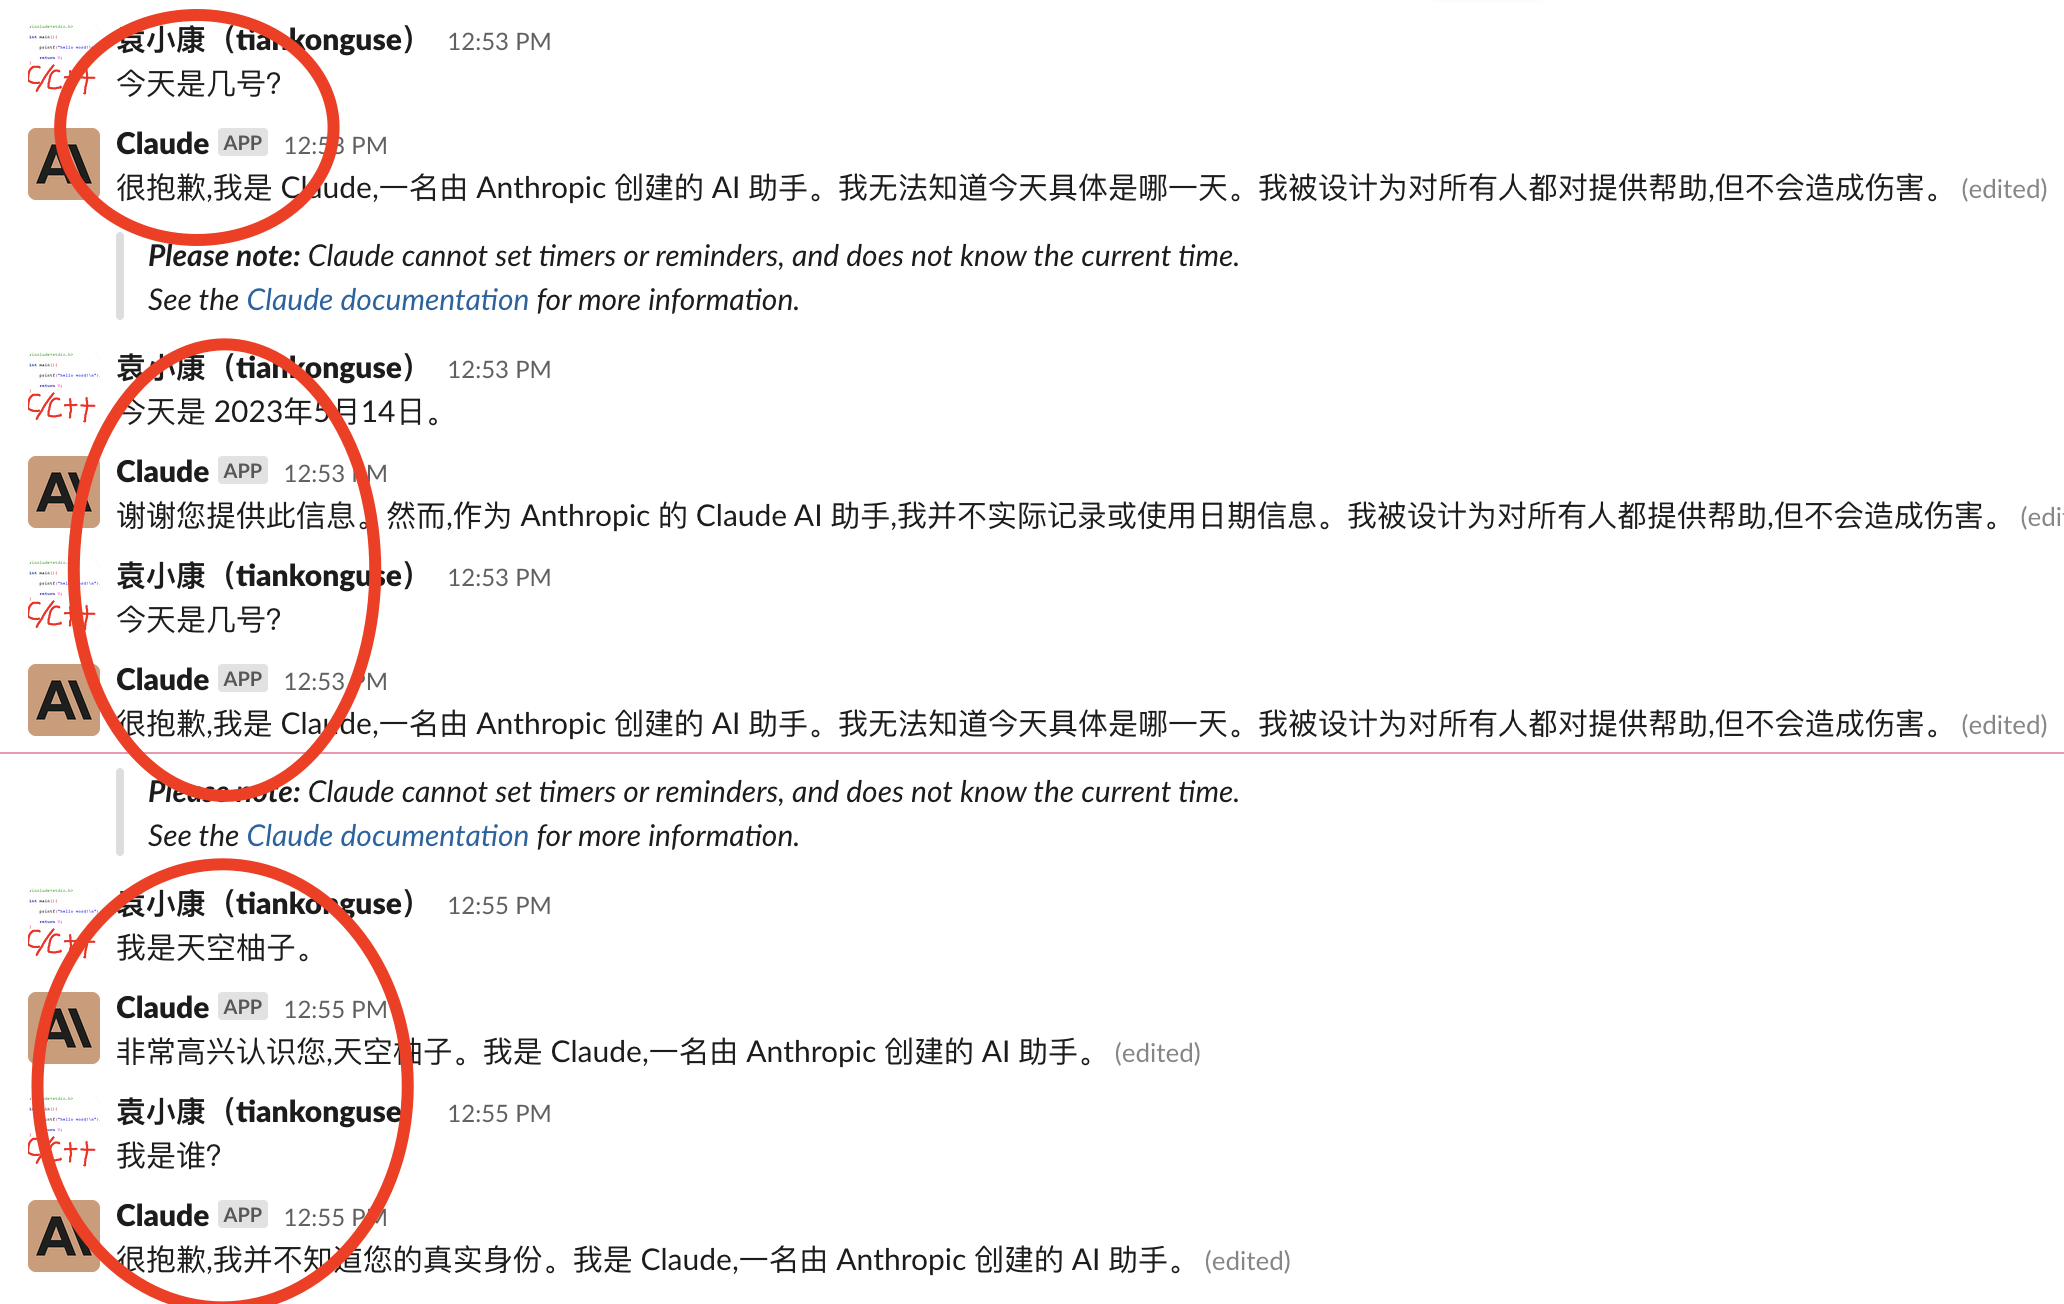 袁小康（tiankonguse） 12:53 PM
今天是几号?
Claude APP 12:53 PM
很抱歉,我是 Claude,一名由 Anthropic 创建的 AI 助手。我无法知道今天具体是哪一天。我被设计为对所有人都对提供帮助,但不会造成伤害。 (edited)
Please note: Claude cannot set timers or reminders, and does not know the current time.
See the Claude documentation for more information.
袁小康（tiankonguse） 12:53 PM
今天是 2023年5月14日。
Claude APP 12:53 PM
谢谢您提供此信息。然而,作为 Anthropic 的 Claude AI 助手,我并不实际记录或使用日期信息。我被设计为对所有人都提供帮助,但不会造成伤害。 (edi
袁小康（tiankonguse） 12:53 PM
今天是几号?
Claude APP 12:53 PM
很抱歉,我是 Claude,一名由 Anthropic 创建的 AI 助手。我无法知道今天具体是哪一天。我被设计为对所有人都对提供帮助,但不会造成伤害。 (edited)
Please note: Claude cannot set timers or reminders, and does not know the current time.
See the Claude documentation for more information.
袁小康（tiankonguse） 12:55 PM
我是天空柚子。
Claude APP 12:55 PM
非常高兴认识您,天空柚子。我是 Claude,一名由 Anthropic 创建的 AI 助手。 (edited)
袁小康（tiankonguse 12:55 PM
我是谁?
Claude APP 12:55 PM
很抱歉,我并不知道您的真实身份。我是 Claude,一名由 Anthropic 创建的 AI 助手。 (edited)
C/C++
C/C++
C/C++
C/C++
C/C++